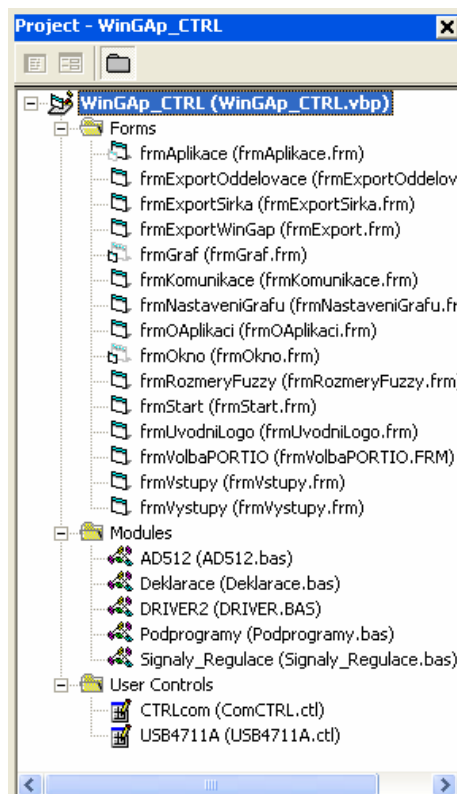 Project - WinGAp_CTRL
WinGAp_CTRL (WinGAp_CTRL.vbp)
Forms
frmAplikace (frmAplikace.frm)
frmExportOddelovace (frmExportOddelov
frmExportSirka (frmExportSirka.frm)
frmExportWinGap (frmExport.frm)
frmGraf (frmGraf.frm)
frmKomunikace (frmKomunikace.frm)
frmNastaveniGrafu (frmNastaveniGrafu.fr
frmOAplikaci (frmOAplikaci.frm)
frmOkno (frmOkno.frm)
frmRozmeryFuzzy (frmRozmeryFuzzy.frm)
frmStart (frmStart.frm)
frmUvodniLogo (frmUvodniLogo.frm)
frmVolbaPORTIO (frmVolbaPORTIO.FRM)
frmVstupy (frmVstupy.frm)
frmVystupy (frmVystupy.frm)
Modules
AD512 (AD512.bas)
Deklarace (Deklarace.bas)
DRIVER2 (DRIVER.BAS)
Podprogramy (Podprogramy.bas)
Signaly_Regulace (Signaly_Regulace.bas)
User Controls
CTRLcom (ComCTRL.ctl)
USB4711A (USB4711A.ctl)